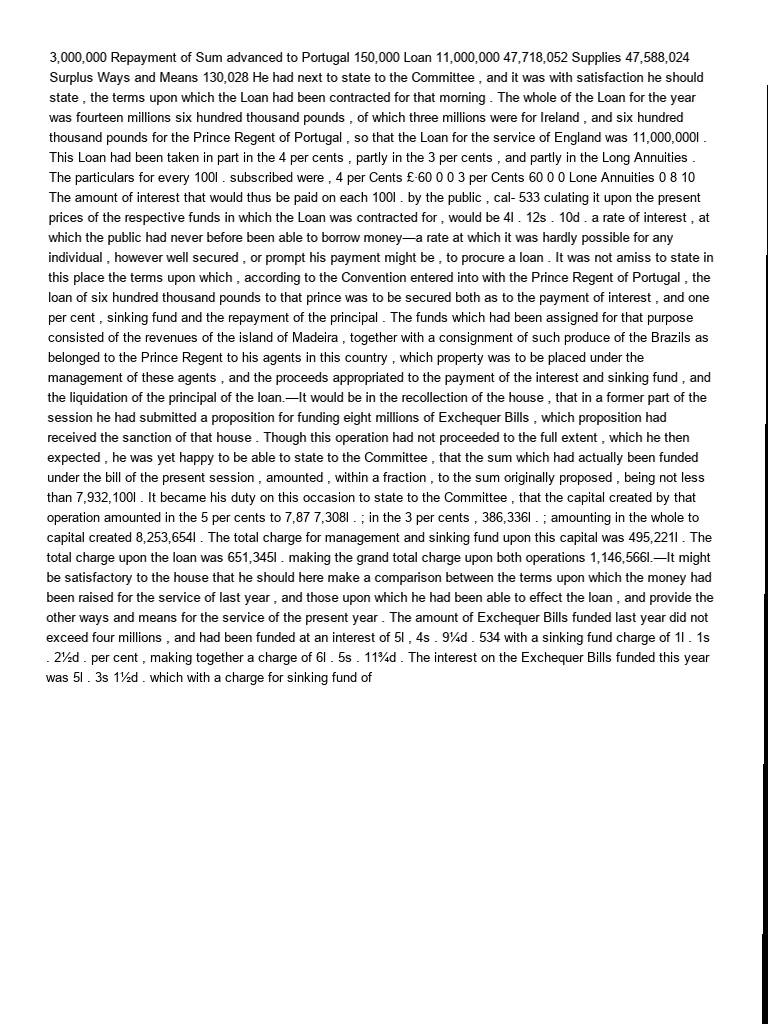 3,000,000 Repayment of Sum advanced to Portugal 150,000 Loan 11,000,000 47,718,052 Supplies 47,588,024
Surplus Ways and Means 130,028 He had next to state to the Committee , and it was with satisfaction he should
state , the terms upon which the Loan had been contracted for that morning . The whole of the Loan for the year
was fourteen millions six hundred thousand pounds , of which three millions were for Ireland , and six hundred
thousand pounds for the Prince Regent of Portugal , so that the Loan for the service of England was 11,000,000l .
This Loan had been taken in part in the 4 per cents , partly in the 3 per cents , and partly in the Long Annuities .
The particulars for every 100l . subscribed were , 4 per Cents £·60 0 0 3 per Cents 60 0 0 Lone Annuities 0 8 10
The amount of interest that would thus be paid on each 100l . by the public , cal- 533 culating it upon the present
prices of the respective funds in which the Loan was contracted for , would be 4l . 12s . 10d . a rate of interest , at
which the public had never before been able to borrow money—a rate at which it was hardly possible for any
individual , however well secured , or prompt his payment might be , to procure a loan . It was not amiss to state in
this place the terms upon which , according to the Convention entered into with the Prince Regent of Portugal , the
loan of six hundred thousand pounds to that prince was to be secured both as to the payment of interest , and one
per cent , sinking fund and the repayment of the principal . The funds which had been assigned for that purpose
consisted of the revenues of the island of Madeira , together with a consignment of such produce of the Brazils as
belonged to the Prince Regent to his agents in this country , which property was to be placed under the
management of these agents , and the proceeds appropriated to the payment of the interest and sinking fund , and
the liquidation of the principal of the loan.—It would be in the recollection of the house , that in a former part of the
session he had submitted a proposition for funding eight millions of Exchequer Bills , which proposition had
received the sanction of that house . Though this operation had not proceeded to the full extent , which he then
expected , he was yet happy to be able to state to the Committee , that the sum which had actually been funded
under the bill of the present session , amounted , within a fraction , to the sum originally proposed , being not less
than 7,932,100l . It became his duty on this occasion to state to the Committee , that the capital created by that
operation amounted in the 5 per cents to 7,87 7,308l . ; in the 3 per cents , 386,336l . ; amounting in the whole to
capital created 8,253,654l . The total charge for management and sinking fund upon this capital was 495,221l . The
total charge upon the loan was 651,345l . making the grand total charge upon both operations 1,146,566l.—It might
be satisfactory to the house that he should here make a comparison between the terms upon which the money had
been raised for the service of last year , and those upon which he had been able to effect the loan , and provide the
other ways and means for the service of the present year . The amount of Exchequer Bills funded last year did not
exceed four millions , and had been funded at an interest of 5l , 4s . 9¼d . 534 with a sinking fund charge of 1l . 1s
. 2½d . per cent , making together a charge of 6l . 5s . 11¾d . The interest on the Exchequer Bills funded this year
was 5l . 3s 1½d . which with a charge for sinking fund of